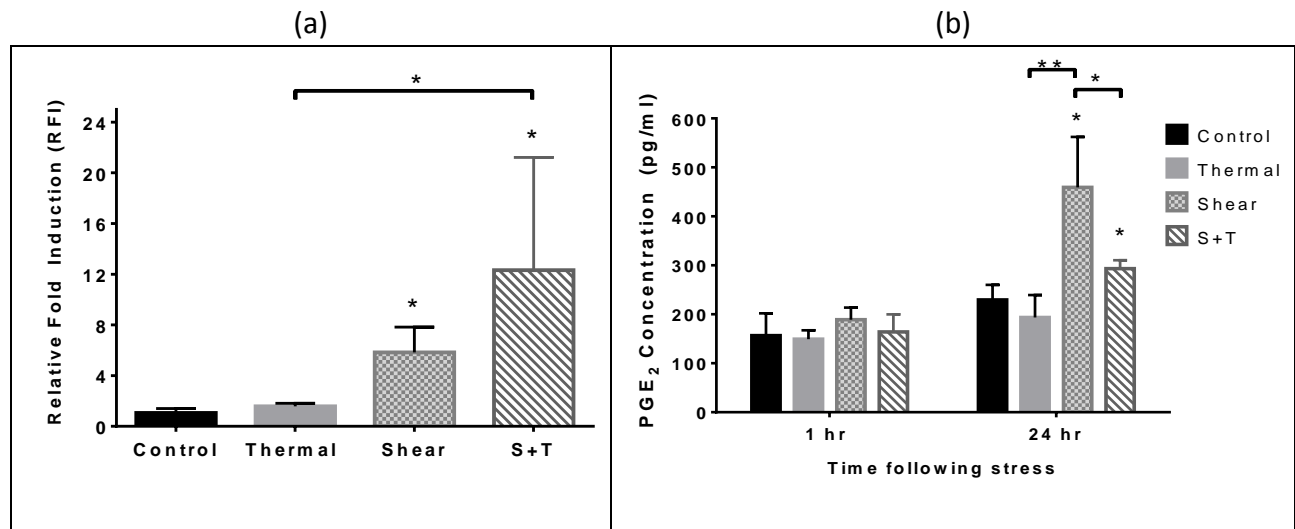 (a)
(b)
Relative Fold Induction (RFI)
24
20
16
12
8
4
0
*
*
*
Control Thermal Shear S+T
PGE2 Concentration (pg/ml)
600
500
400
300
200
100
0
**
*
*
*
1 hr 24 hr
Time following stress
Control
Thermal
Shear
S+T